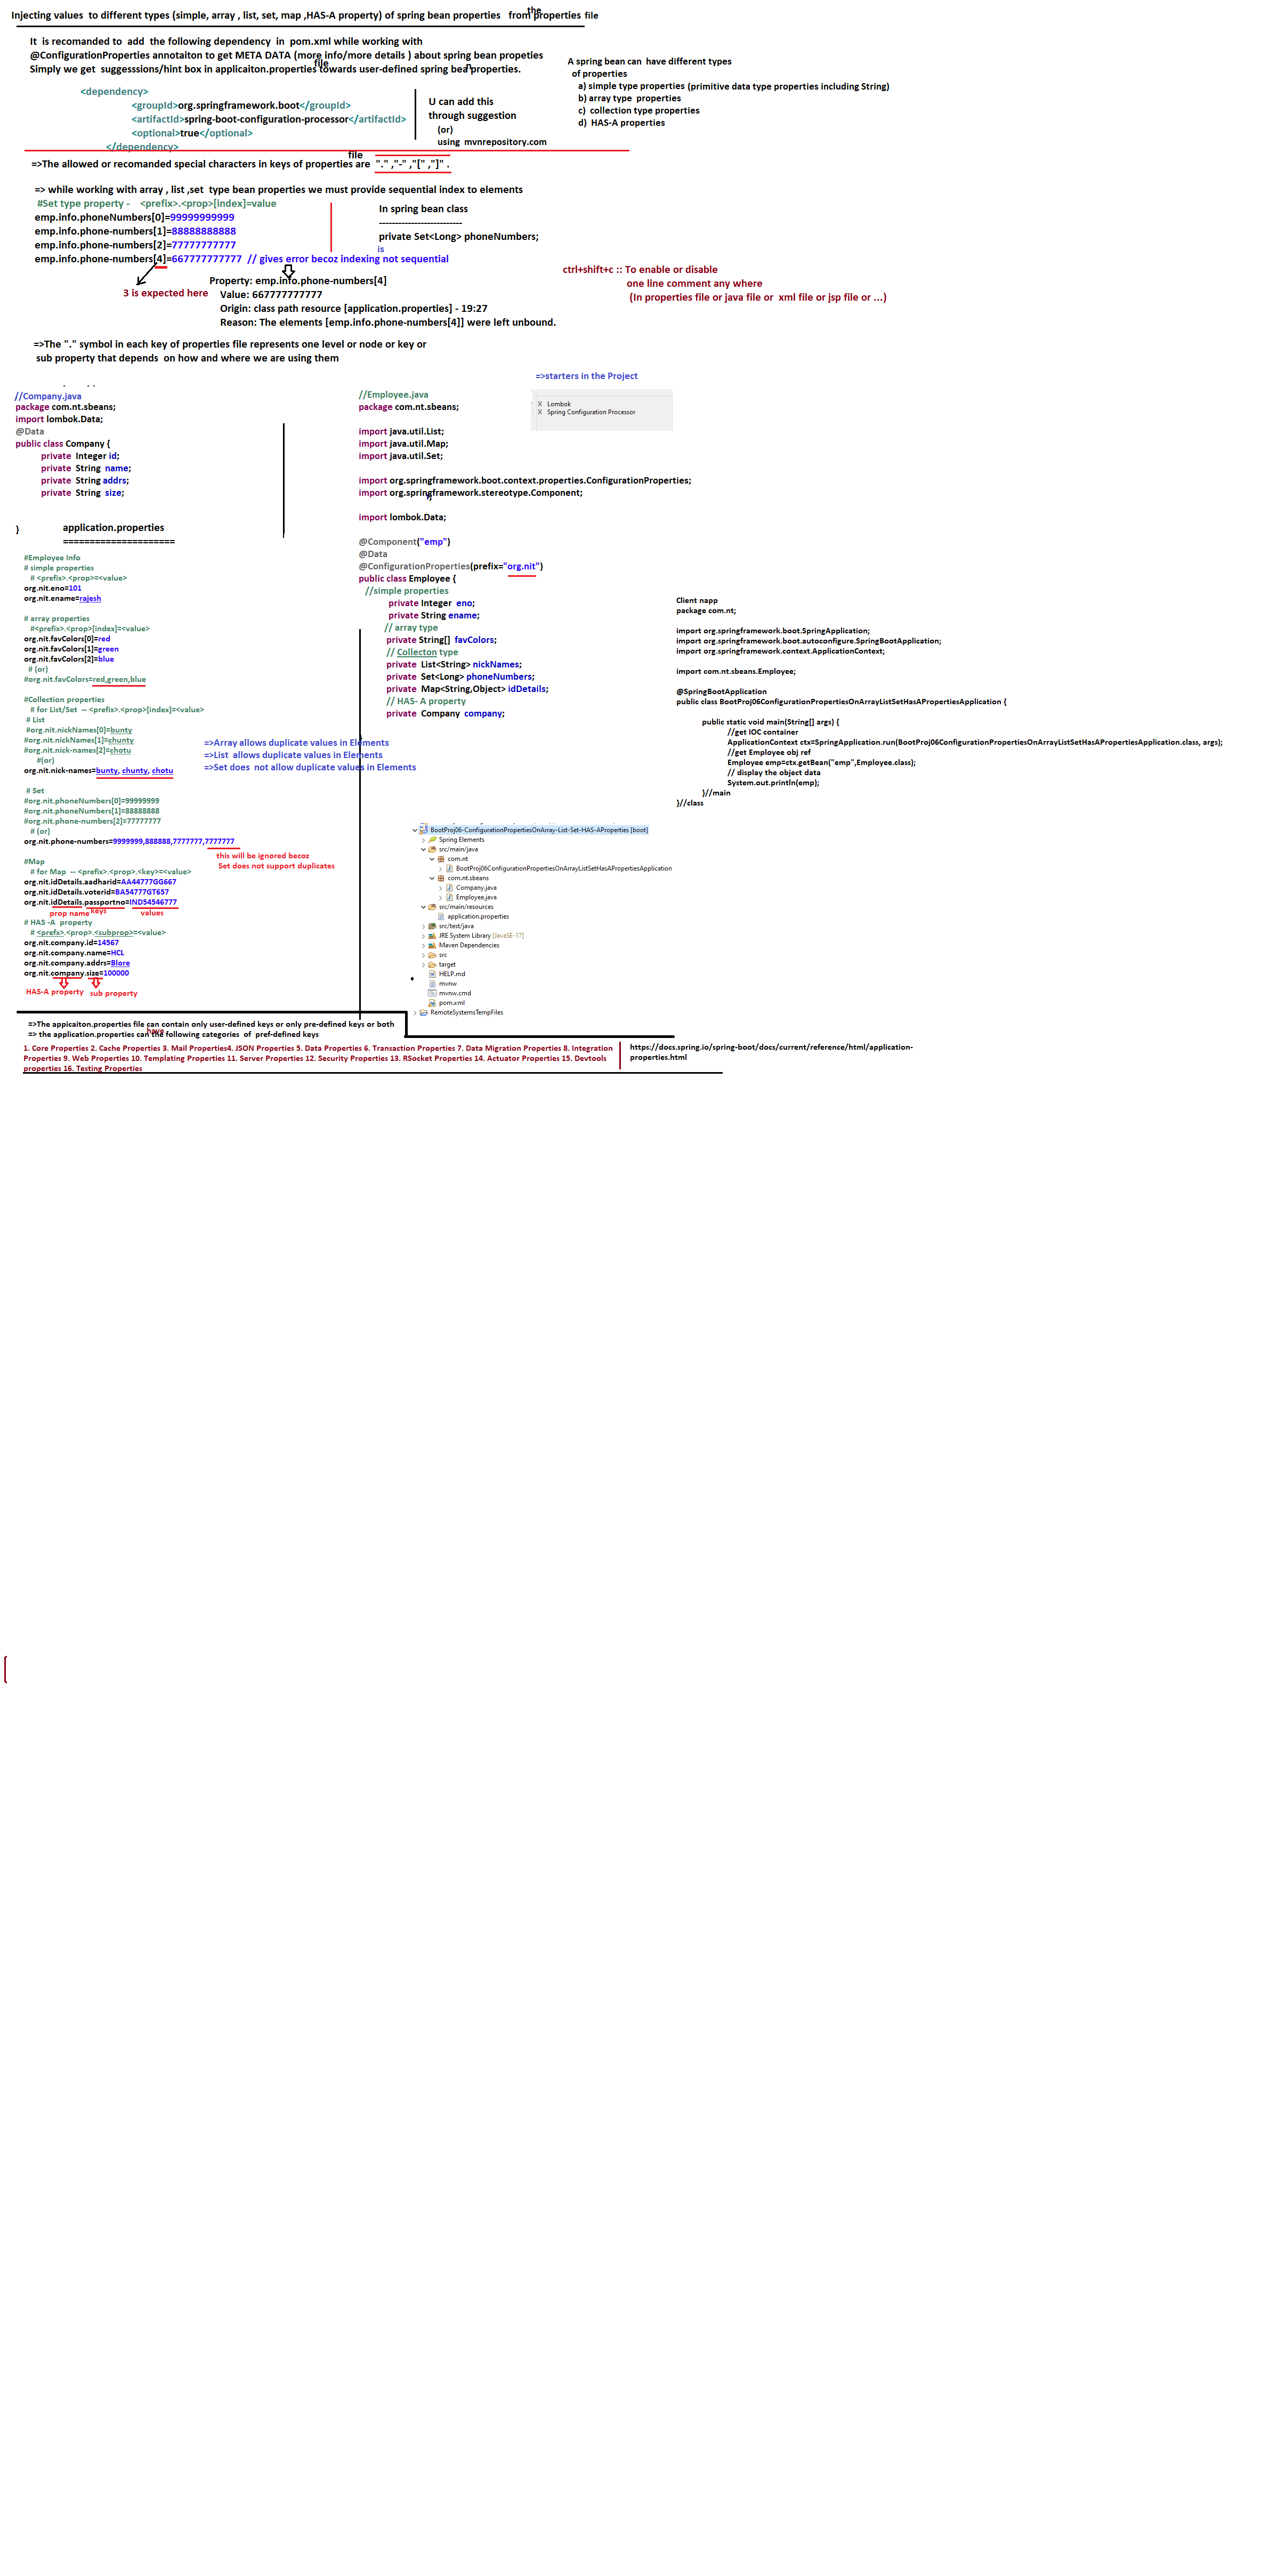 Injecting values  to different types (simple, array , list, set, map ,HAS-A property) of spring bean properties   from the properties file
It  is recomanded to  add  the following dependency  in  pom.xml while working with
@ConfigurationProperties annotaiton to get META DATA (more info/more details ) about spring bean propeties
Simply we get  suggesssions/hint box in applicaiton.properties file towards user-defined spring bean properties.
<dependency>
<groupId>org.springframework.boot</groupId>
<artifactId>spring-boot-configuration-processor</artifactId>
<optional>true</optional>
</dependency>
U can add this
through suggestion
(or)
using  mvnrepository.com
A spring bean can  have different types
of properties
a) simple type properties (primitive data type properties including String)
b) array type  properties
c)  collection type properties
d)  HAS-A properties
=>The allowed or recomanded special characters in keys of properties file are  "." ,"-" ,"[" ,"]" .
=> while working with array , list ,set  type bean properties we must provide sequential index to elements
#Set type property -   <prefix>.<prop>[index]=value
emp.info.phoneNumbers[0]=99999999999
emp.info.phone-numbers[1]=88888888888
emp.info.phone-numbers[2]=77777777777
emp.info.phone-numbers[4]=667777777777  // gives error becoz indexing is not sequential
In spring bean class
--------------------------
private Set<Long> phoneNumbers;
3 is expected here
Property: emp.info.phone-numbers[4]
Value: 667777777777
Origin: class path resource [application.properties] - 19:27
Reason: The elements [emp.info.phone-numbers[4]] were left unbound.
ctrl+shift+c :: To enable or disable
one line comment any where
(In properties file or java file or  xml file or jsp file or ...)
=>The "." symbol in each key of properties file represents one level or node or key or
sub property that depends  on how and where we are using them
//Company.java
package com.nt.sbeans;
import lombok.Data;
@Data
public class Company {
private  Integer id;
private  String  name;
private  String addrs;
private  String  size;
}
//Employee.java
package com.nt.sbeans;
import java.util.List;
import java.util.Map;
import java.util.Set;
import org.springframework.boot.context.properties.ConfigurationProperties;
import org.springframework.stereotype.Component;
import lombok.Data;
@Component("emp")
@Data
@ConfigurationProperties(prefix="org.nit")
public class Employee {
//simple properties
private Integer  eno;
private String ename;
// array type
private String[]  favColors;
// Collecton type
private  List<String> nickNames;
private  Set<Long> phoneNumbers;
private  Map<String,Object> idDetails;
// HAS- A property
private  Company  company;
=>starters in the Project
X Lombok
X Spring Configuration Processor
application.properties
=====================
#Employee Info
# simple properties
# <prefix>.<prop>=<value>
org.nit.eno=101
org.nit.ename=rajesh
# array properties
#<prefix>.<prop>[index]=<value>
org.nit.favColors[0]=red
org.nit.favColors[1]=green
org.nit.favColors[2]=blue
# (or)
#org.nit.favColors=red,green,blue
#Collection properties
# for List/Set  -- <prefix>.<prop>[index]=<value>
# List
#org.nit.nickNames[0]=bunty
#org.nit.nickNames[1]=chunty
#org.nit.nick-names[2]=chotu
#(or)
org.nit.nick-names=bunty, chunty, chotu
=>Array allows duplicate values in Elements
=>List  allows duplicate values in Elements
=>Set does  not allow duplicate values in Elements
# Set
#org.nit.phoneNumbers[0]=99999999
#org.nit.phoneNumbers[1]=88888888
#org.nit.phone-numbers[2]=77777777
# (or)
org.nit.phone-numbers=9999999,888888,7777777,7777777
this will be ignored becoz
Set does not support duplicates
#Map
# for Map  -- <prefix>.<prop>.<key>=<value>
org.nit.idDetails.aadharid=AA44777GG667
org.nit.idDetails.voterid=BA54777GT657
org.nit.idDetails.passportno=IND54546777
prop name keys values
# HAS -A  property
# <prefix>.<prop>.<subprop>=<value>
org.nit.company.id=14567
org.nit.company.name=HCL
org.nit.company.addrs=Blore
org.nit.company.size=100000
HAS-A property   sub property
Client napp
package com.nt;
import org.springframework.boot.SpringApplication;
import org.springframework.boot.autoconfigure.SpringBootApplication;
import org.springframework.context.ApplicationContext;
import com.nt.sbeans.Employee;
@SpringBootApplication
public class BootProj06ConfigurationPropertiesOnArrayListSetHasAPropertiesApplication {
public static void main(String[] args) {
//get IOC container
ApplicationContext ctx=SpringApplication.run(BootProj06ConfigurationPropertiesOnArrayListSetHasAPropertiesApplication.class, args);
//get Employee obj ref
Employee emp=ctx.getBean("emp",Employee.class);
// display the object data
System.out.println(emp);
}//main
}//class
BootProj06-ConfigurationPropertiesOnArray-List-Set-HAS-AProperties [boot]
Spring Elements
src/main/java
com.nt
BootProj06ConfigurationPropertiesOnArrayListSetHasAPropertiesApplication
com.nt.sbeans
Company.java
Employee.java
src/main/resources
application.properties
src/test/java
JRE System Library [JavaSE-17]
Maven Dependencies
src
target
HELP.md
mvnw
mvnw.cmd
pom.xml
RemoteSystemsTempFiles
=>The appicaiton.properties file can contain only user-defined keys or only pre-defined keys or both
=> the application.properties can have the following categories  of  pref-defined keys
1. Core Properties 2. Cache Properties 3. Mail Properties4. JSON Properties 5. Data Properties 6. Transaction Properties 7. Data Migration Properties 8. Integration
Properties 9. Web Properties 10. Templating Properties 11. Server Properties 12. Security Properties 13. RSocket Properties 14. Actuator Properties 15. Devtools
properties 16. Testing Properties
https://docs.spring.io/spring-boot/docs/current/reference/html/application-
properties.html